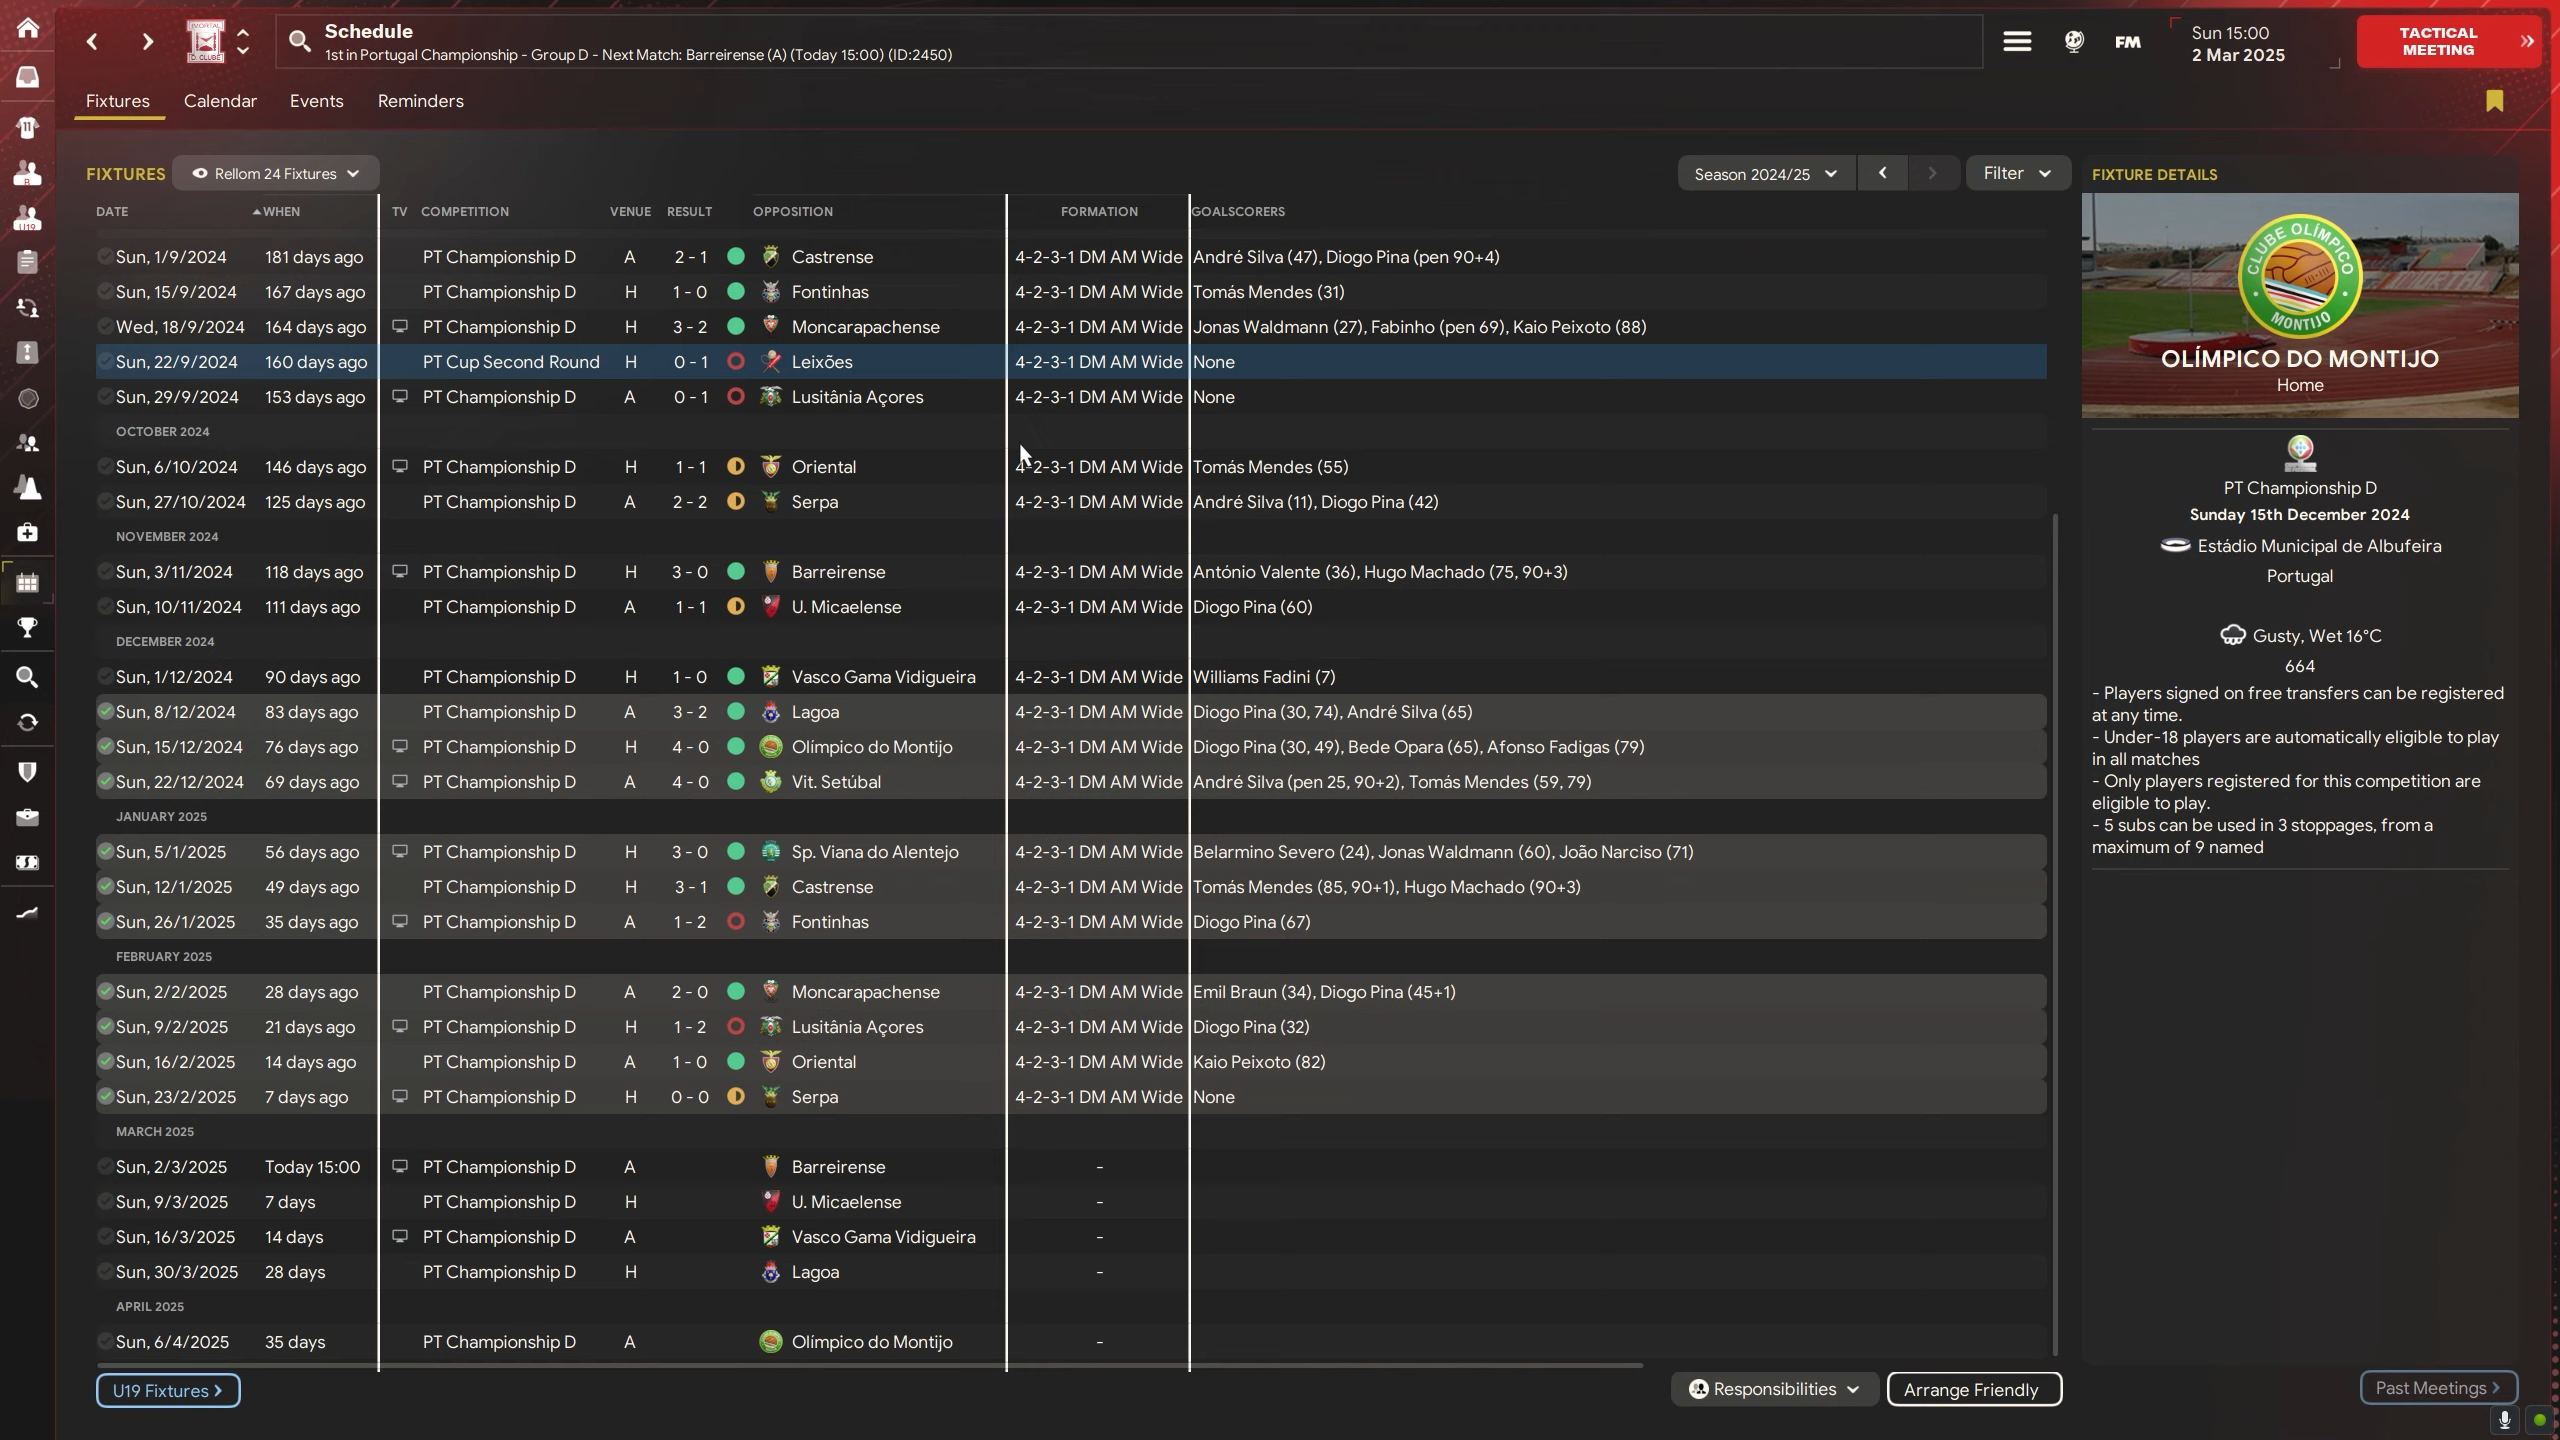 Schedule
1st in Portugal Championship - Group D - Next Match: Barreirense (A) (Today 15:00) (ID:2450)
FM
Sun 15:00
2 Mar 2025
TACTICAL MEETING
Fixtures Calendar Events Reminders
FIXTURES Rellom 24 Fixtures Season 2024/25 Filter
DATE WHEN TV COMPETITION VENUE RESULT OPPOSITION FORMATION GOALSCORERS
Sun, 1/9/2024 181 days ago PT Championship D A 2 - 1 Castrense 4-2-3-1 DM AM Wide André Silva (47), Diogo Pina (pen 90+4)
Sun, 15/9/2024 167 days ago PT Championship D H 1 - 0 Fontinhas 4-2-3-1 DM AM Wide Tomás Mendes (31)
Wed, 18/9/2024 164 days ago PT Championship D H 3 - 2 Moncarapachense 4-2-3-1 DM AM Wide Jonas Waldmann (27), Fabinho (pen 69), Kaio Peixoto (88)
Sun, 22/9/2024 160 days ago PT Cup Second Round H 0 - 1 Leixões 4-2-3-1 DM AM Wide None
Sun, 29/9/2024 153 days ago PT Championship D A 0 - 1 Lusitânia Açores 4-2-3-1 DM AM Wide None
OCTOBER 2024
Sun, 6/10/2024 146 days ago PT Championship D H 1 - 1 Oriental 4-2-3-1 DM AM Wide Tomás Mendes (55)
Sun, 27/10/2024 125 days ago PT Championship D A 2 - 2 Serpa 4-2-3-1 DM AM Wide André Silva (11), Diogo Pina (42)
NOVEMBER 2024
Sun, 3/11/2024 118 days ago PT Championship D H 3 - 0 Barreirense 4-2-3-1 DM AM Wide António Valente (36), Hugo Machado (75, 90+3)
Sun, 10/11/2024 111 days ago PT Championship D A 1 - 1 U. Micaelense 4-2-3-1 DM AM Wide Diogo Pina (60)
DECEMBER 2024
Sun, 1/12/2024 90 days ago PT Championship D H 1 - 0 Vasco Gama Vidigueira 4-2-3-1 DM AM Wide Williams Fadini (7)
Sun, 8/12/2024 83 days ago PT Championship D A 3 - 2 Lagoa 4-2-3-1 DM AM Wide Diogo Pina (30, 74), André Silva (65)
Sun, 15/12/2024 76 days ago PT Championship D H 4 - 0 Olímpico do Montijo 4-2-3-1 DM AM Wide Diogo Pina (30, 49), Bede Opara (65), Afonso Fadigas (79)
Sun, 22/12/2024 69 days ago PT Championship D A 4 - 0 Vit. Setúbal 4-2-3-1 DM AM Wide André Silva (pen 25, 90+2), Tomás Mendes (59, 79)
JANUARY 2025
Sun, 5/1/2025 56 days ago PT Championship D H 3 - 0 Sp. Viana do Alentejo 4-2-3-1 DM AM Wide Belarmino Severo (24), Jonas Waldmann (60), João Narciso (71)
Sun, 12/1/2025 49 days ago PT Championship D H 3 - 1 Castrense 4-2-3-1 DM AM Wide Tomás Mendes (85, 90+1), Hugo Machado (90+3)
Sun, 26/1/2025 35 days ago PT Championship D A 1 - 2 Fontinhas 4-2-3-1 DM AM Wide Diogo Pina (67)
FEBRUARY 2025
Sun, 2/2/2025 28 days ago PT Championship D A 2 - 0 Moncarapachense 4-2-3-1 DM AM Wide Emil Braun (34), Diogo Pina (45+1)
Sun, 9/2/2025 21 days ago PT Championship D H 1 - 2 Lusitânia Açores 4-2-3-1 DM AM Wide Diogo Pina (32)
Sun, 16/2/2025 14 days ago PT Championship D A 1 - 0 Oriental 4-2-3-1 DM AM Wide Kaio Peixoto (82)
Sun, 23/2/2025 7 days ago PT Championship D H 0 - 0 Serpa 4-2-3-1 DM AM Wide None
MARCH 2025
Sun, 2/3/2025 Today 15:00 PT Championship D A Barreirense -
Sun, 9/3/2025 7 days PT Championship D H U. Micaelense -
Sun, 16/3/2025 14 days PT Championship D A Vasco Gama Vidigueira -
Sun, 30/3/2025 28 days PT Championship D H Lagoa -
APRIL 2025
Sun, 6/4/2025 35 days PT Championship D A Olímpico do Montijo -
U19 Fixtures Responsibilities Arrange Friendly
FIXTURE DETAILS
CLUBE OLÍMPICO
MONTIJO
OLÍMPICO DO MONTIJO
Home
PT Championship D
Sunday 15th December 2024
Estádio Municipal de Albufeira
Portugal
Gusty, Wet 16°C
664
- Players signed on free transfers can be registered
at any time.
- Under-18 players are automatically eligible to play
in all matches
- Only players registered for this competition are
eligible to play.
- 5 subs can be used in 3 stoppages, from a
maximum of 9 named
Past Meetings